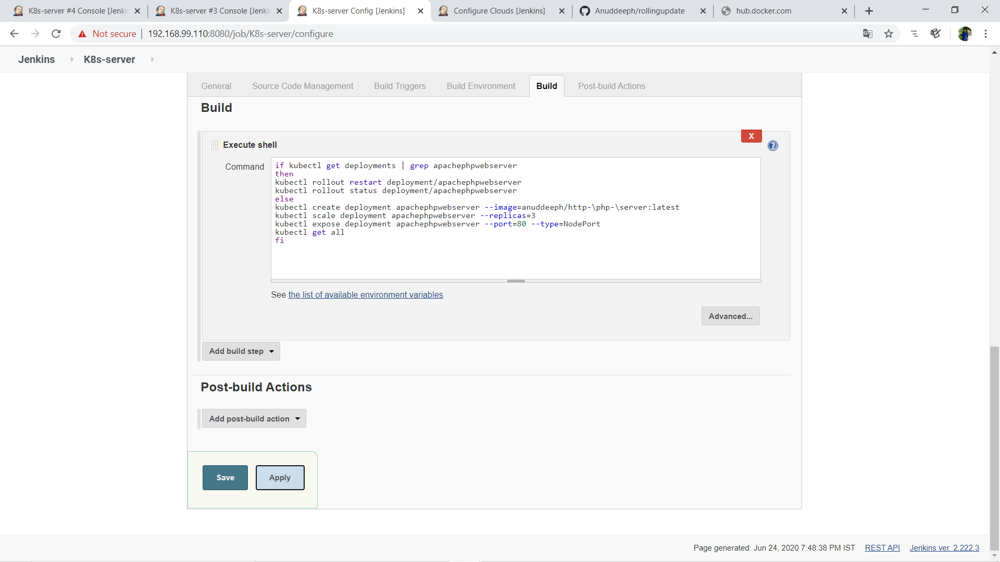 K8s-server #4 Console [Jenki
K8s-server #3 Console [Jenki
K8s-server Config [Jenkins]
Configure Clouds [Jenkins]
Anuddeeph/rollingupdate
hub.docker.com
Not secure
192.168.99.110:8080/job/K8s-server/configure
Jenkins
K8s-server
General
Source Code Management
Build Triggers
Build Environment
Build
Post-build Actions
Build
X
Execute shell
Command
if kubectl get deployments | grep apachephpwebserver
then
kubectl rollout restart deployment/apachephpwebserver
kubectl rollout status deployment/apachephpwebserver
else
kubectl create deployment apachephpwebserver --image=anuddeeph/http-\php-\server:latest
kubectl scale deployment apachephpwebserver --replicas=3
kubectl expose deployment apachephpwebserver --port=80 --type=NodePort
kubectl get all
fi
See the list of available environment variables
Advanced...
Add build step
Post-build Actions
Add post-build action
Save
Apply
Page generated: Jun 24, 2020 7:48:38 PM IST
REST API
Jenkins ver. 2.222.3